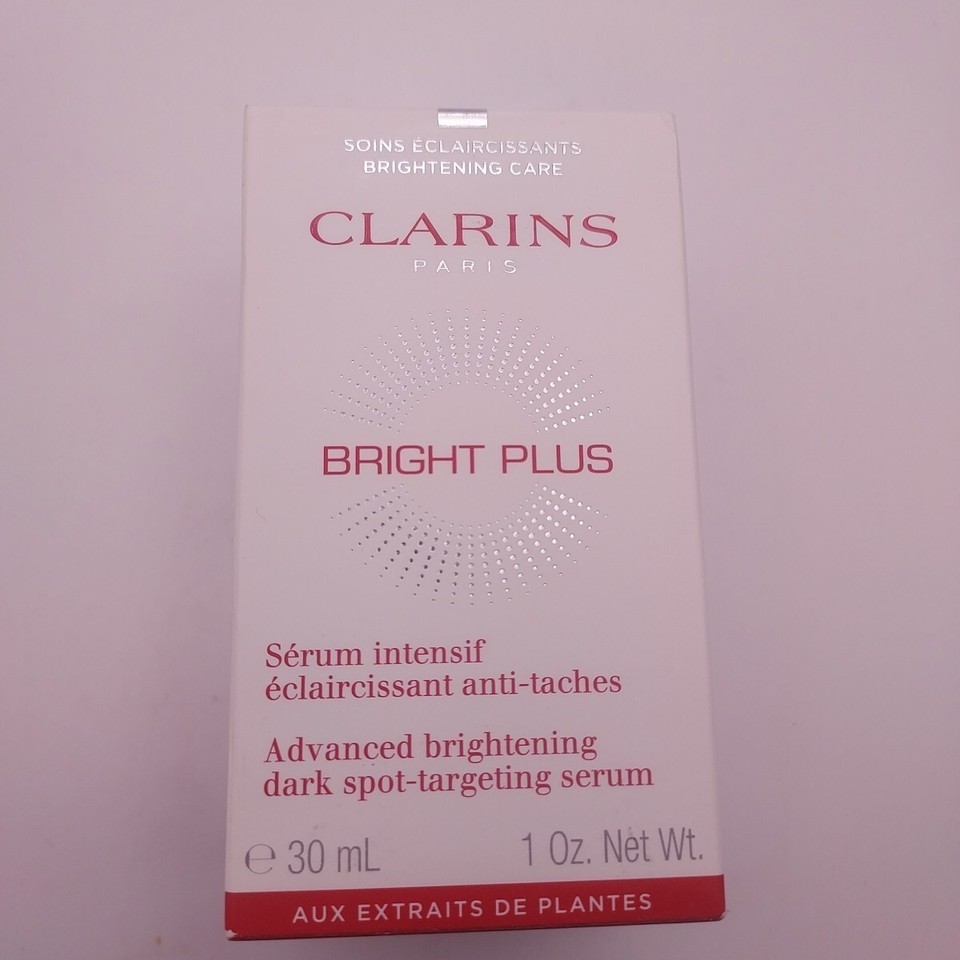 SOINS ÉCLAIRCISSANTS
BRIGHTENING CARE
CLARINS
PARIS
BRIGHT PLUS
Sérum intensif
éclaircissant anti-taches
Advanced brightening
dark spot-targeting serum
℮ 30 mL 1 Oz. Net Wt.
AUX EXTRAITS DE PLANTES